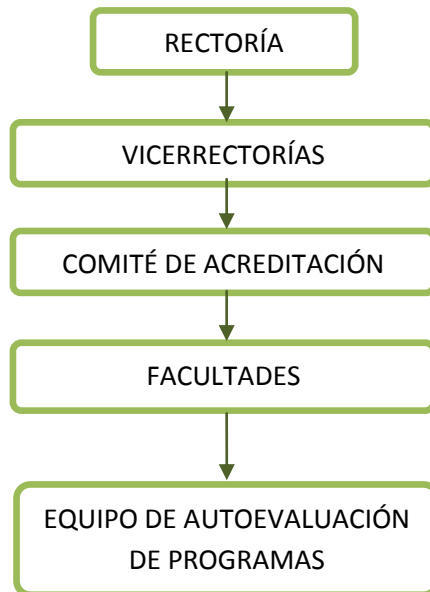 RECTORÍA
VICERRECTORÍAS
COMITÉ DE ACREDITACIÓN
FACULTADES
EQUIPO DE AUTOEVALUACIÓN
DE PROGRAMAS